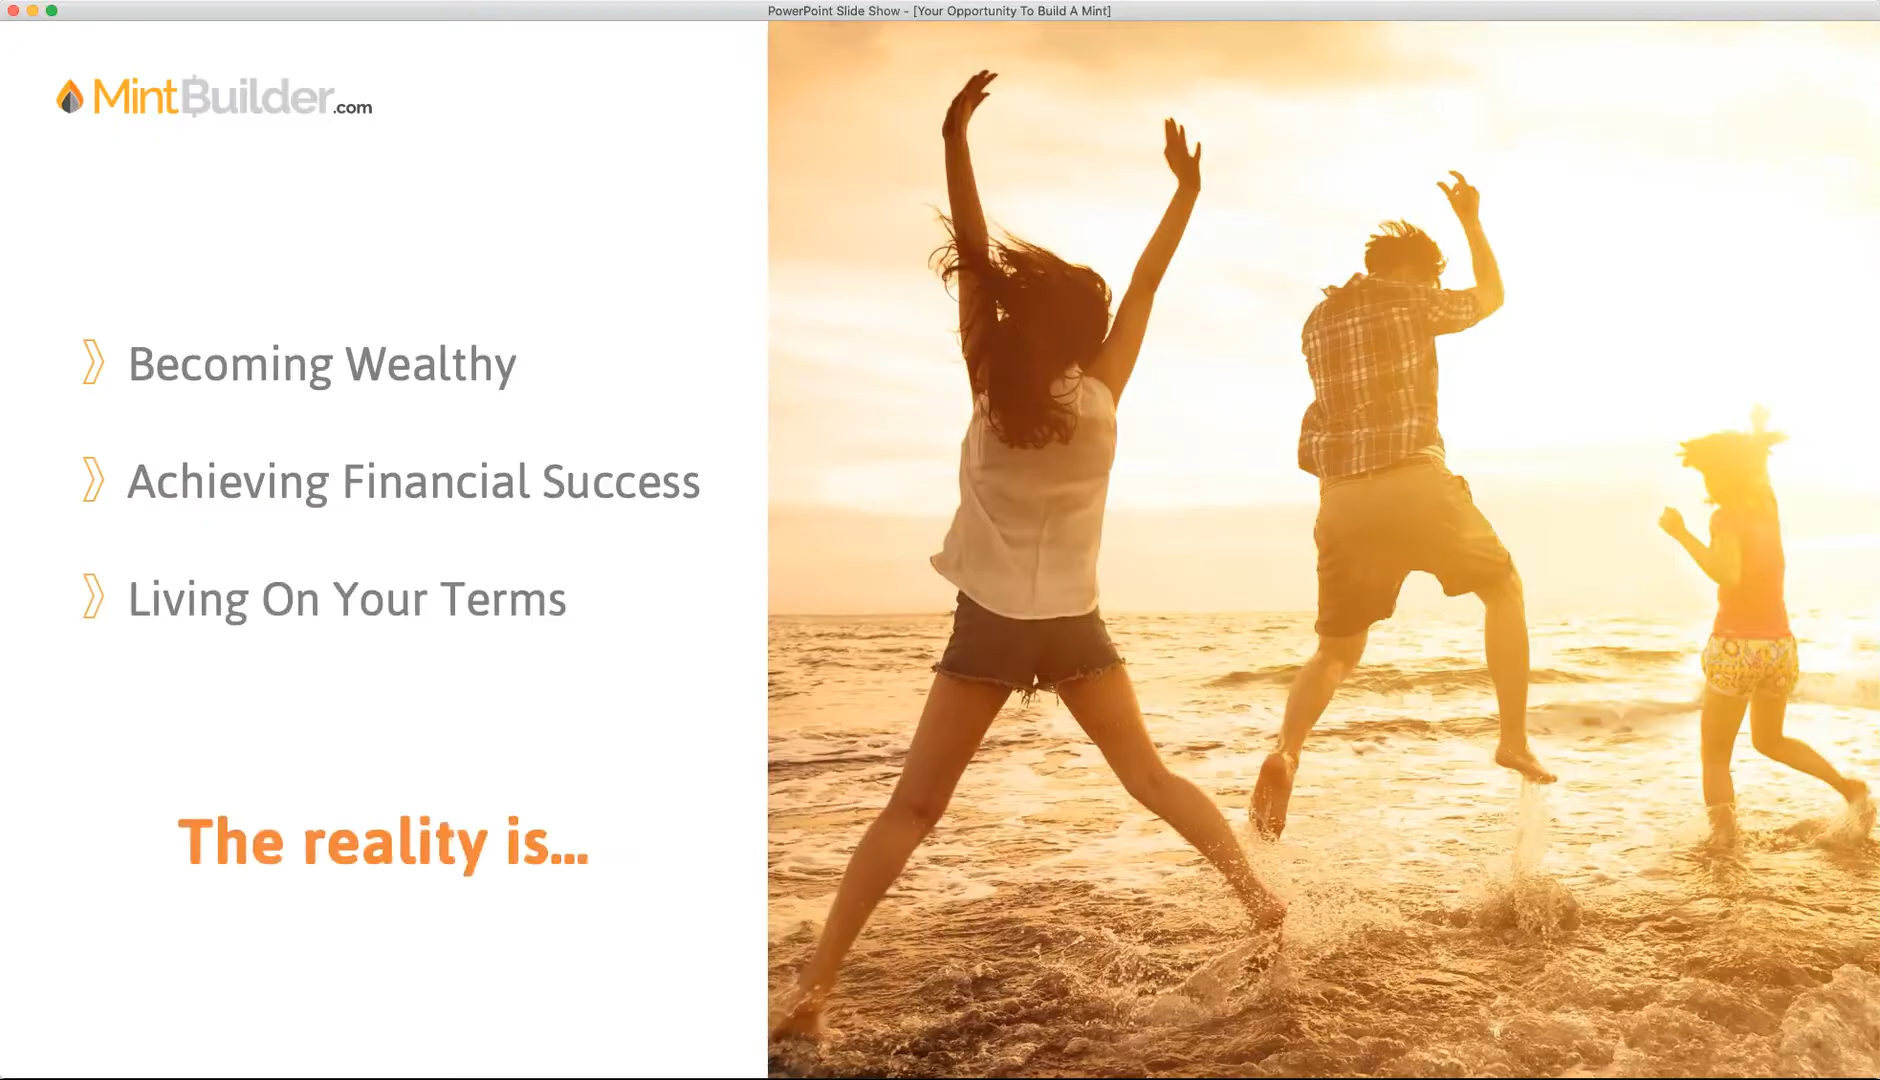 PowerPoint Slide Show - [Your Opportunity To Build A Mint]
MintBuilder.com
Becoming Wealthy
Achieving Financial Success
Living On Your Terms
The reality is...